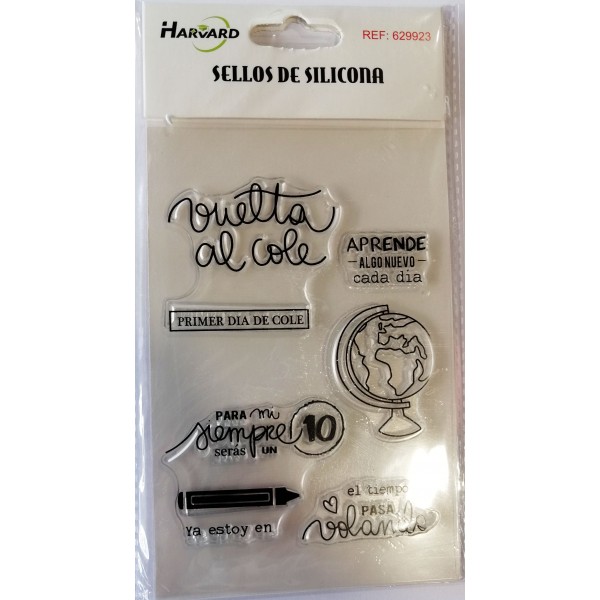 HARVARD
REF: 629923
SELLOS DE SILICONA
vuelta
al cole
APRENDE
ALGO NUEVO
cada dia
PRIMER DIA DE COLE
PARA mi
siempre 10
serás UN
Ya estoy en
el tiempo
PASA
volando